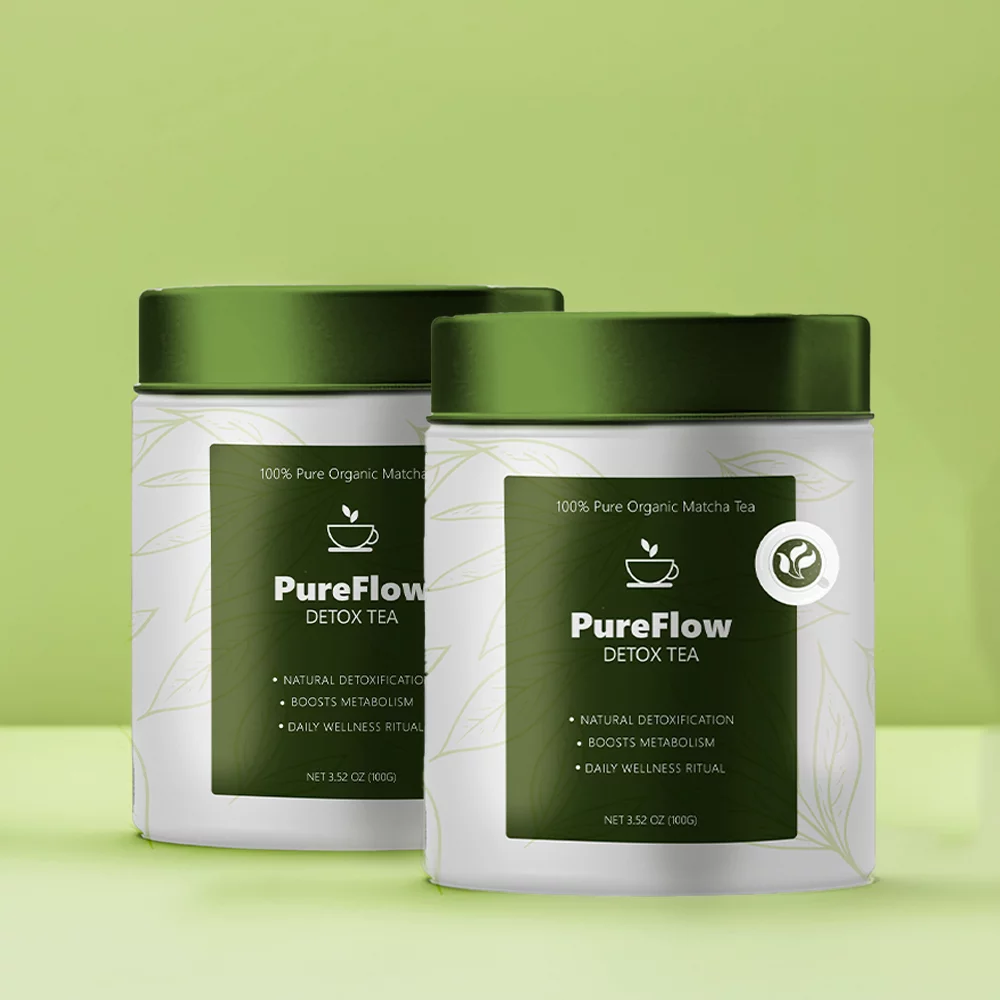 100% Pure Organic Matcha
PureFlow
DETOX TEA
• NATURAL DETOXIFICATIO
• BOOSTS METABOLISM
• DAILY WELLNESS RITUAL
NET 3.52 OZ (100G)
100% Pure Organic Matcha Tea
PureFlow
DETOX TEA
• NATURAL DETOXIFICATION
• BOOSTS METABOLISM
• DAILY WELLNESS RITUAL
NET 3.52 OZ (100G)